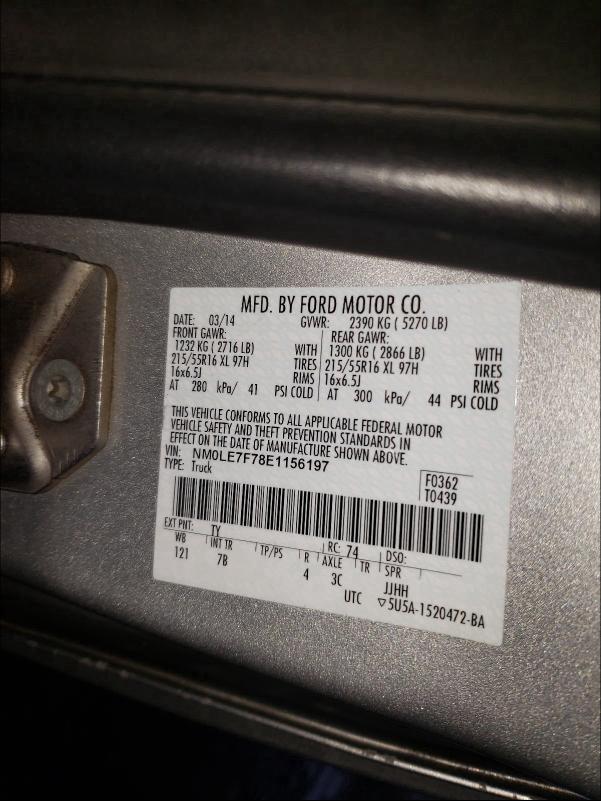 MFD. BY FORD MOTOR CO.
DATE: 03/14 GVWR: 2390 KG ( 5270 LB)
FRONT GAWR: REAR GAWR:
1232 KG ( 2716 LB) WITH 1300 KG ( 2866 LB) WITH
215/55R16 XL 97H TIRES 215/55R16 XL 97H TIRES
16x6.5J RIMS 16x6.5J RIMS
AT 280 kPa/ 41 PSI COLD AT 300 kPa/ 44 PSI COLD
THIS VEHICLE CONFORMS TO ALL APPLICABLE FEDERAL MOTOR
VEHICLE SAFETY AND THEFT PREVENTION STANDARDS IN
EFFECT ON THE DATE OF MANUFACTURE SHOWN ABOVE.
VIN: NM0LE7F78E1156197
TYPE: Truck
F0362
T0439
EXT PNT: TY RC: 74 DSO:
WB INT TR TP/PS R AXLE TR SPR
121 7B 4 3C JJHH
UTC ▽5U5A-1520472-BA